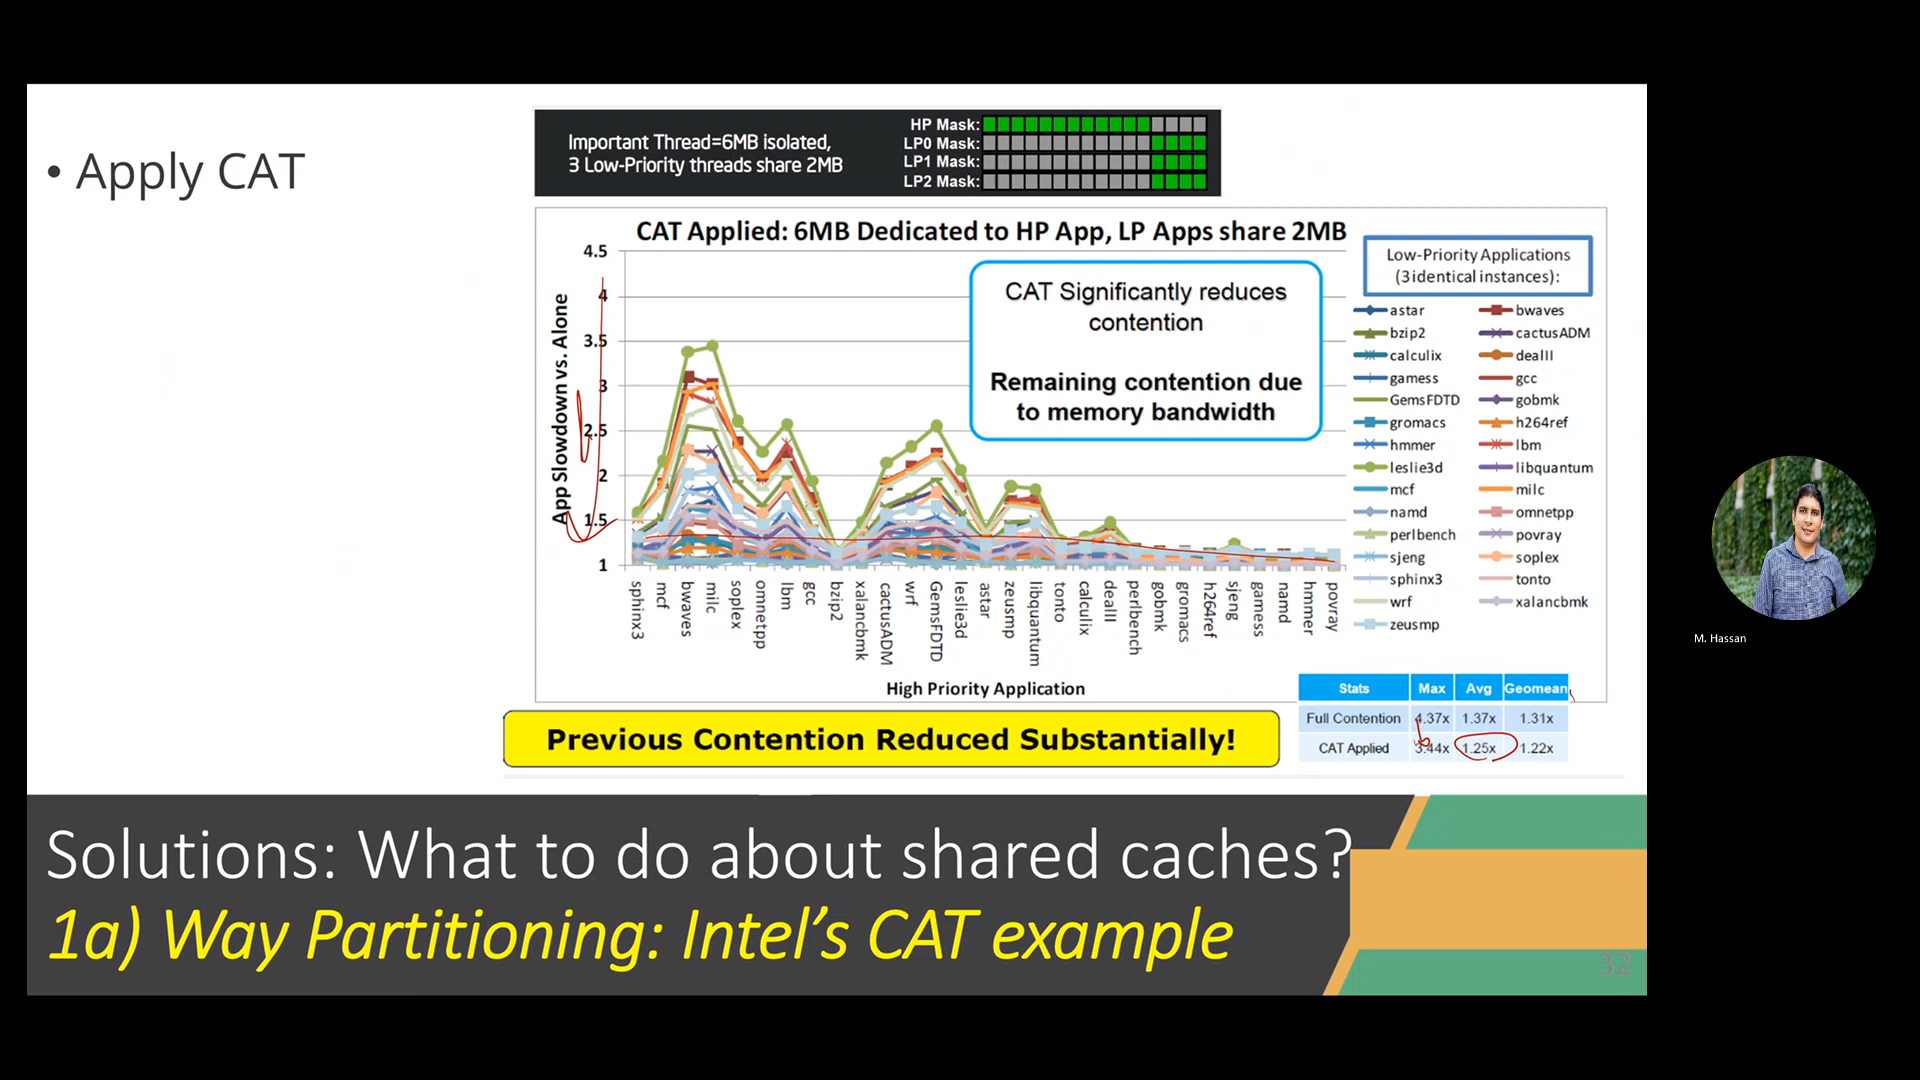 • Apply CAT
Important Thread=6MB isolated,
3 Low-Priority threads share 2MB
HP Mask:
LP0 Mask:
LP1 Mask:
LP2 Mask:
CAT Applied: 6MB Dedicated to HP App, LP Apps share 2MB
App Slowdown vs. Alone
4.5
4
3.5
3
2.5
2
1.5
1
CAT Significantly reduces
contention
Remaining contention due
to memory bandwidth
sphinx3
mcf
bwaves
milc
soplex
omnetpp
lbm
gcc
bzip2
xalancbmk
cactusADM
wrf
GemsFDTD
leslie3d
astar
zeusmp
libquantum
tonto
calculix
dealII
perlbench
gobmk
gromacs
h264ref
sjeng
gamess
namd
hmmer
povray
High Priority Application
Low-Priority Applications
(3 identical instances):
astar bwaves
bzip2 cactusADM
calculix dealII
gamess gcc
GemsFDTD gobmk
gromacs h264ref
hmmer lbm
leslie3d libquantum
mcf milc
namd omnetpp
perlbench povray
sjeng soplex
sphinx3 tonto
wrf xalancbmk
zeusmp
Stats Max Avg Geomean
Full Contention 4.37x 1.37x 1.31x
CAT Applied 3.44x 1.25x 1.22x
Previous Contention Reduced Substantially!
Solutions: What to do about shared caches?
1a) Way Partitioning: Intel’s CAT example
32
M. Hassan